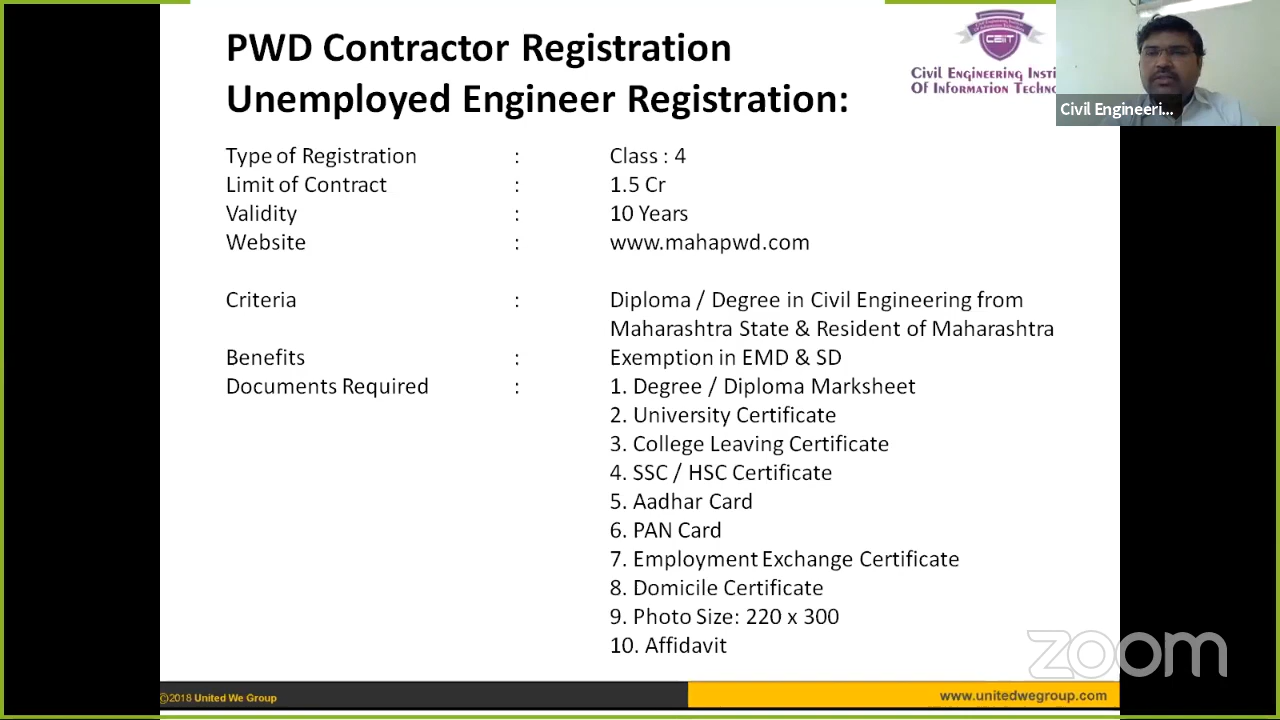 PWD Contractor Registration
Unemployed Engineer Registration:
CEIT
Civil Engineering Insti
Of Information Techno
Civil Engineeri...
Type of Registration : Class : 4
Limit of Contract : 1.5 Cr
Validity : 10 Years
Website : www.mahapwd.com
Criteria : Diploma / Degree in Civil Engineering from
Maharashtra State & Resident of Maharashtra
Benefits : Exemption in EMD & SD
Documents Required : 1. Degree / Diploma Marksheet
2. University Certificate
3. College Leaving Certificate
4. SSC / HSC Certificate
5. Aadhar Card
6. PAN Card
7. Employment Exchange Certificate
8. Domicile Certificate
9. Photo Size: 220 x 300
10. Affidavit
zoom
©2018 United We Group
www.unitedwegroup.com